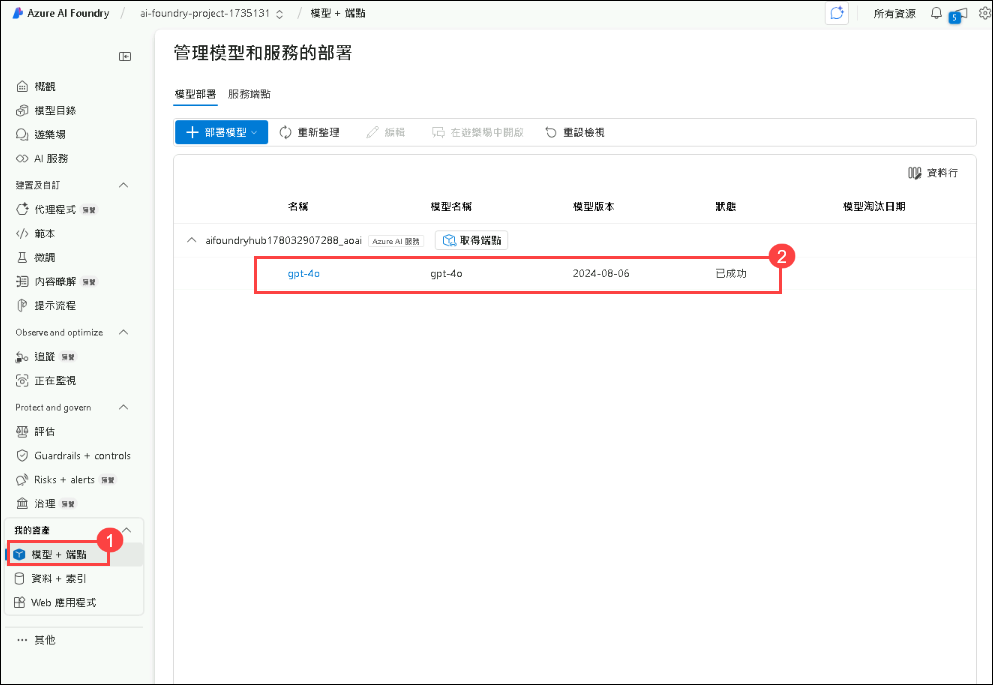 Azure AI Foundry / ai-foundry-project-1735131 / 模型 + 端點
所有資源
5
概觀
模型目錄
遊樂場
AI 服務
建置及自訂
代理程式 預覽
範本
微調
內容瞭解 預覽
提示流程
Observe and optimize
追蹤 預覽
正在監視
Protect and govern
評估
Guardrails + controls
Risks + alerts 預覽
治理 預覽
我的資產
1
模型 + 端點
資料 + 索引
Web 應用程式
其他
管理模型和服務的部署
模型部署 服務端點
部署模型 重新整理 編輯 在遊樂場中開啟 重設檢視
資料行
名稱 模型名稱 模型版本 狀態 模型淘汰日期
aifoundryhub178032907288_aoai Azure AI 服務 取得端點
2
gpt-4o gpt-4o 2024-08-06 已成功